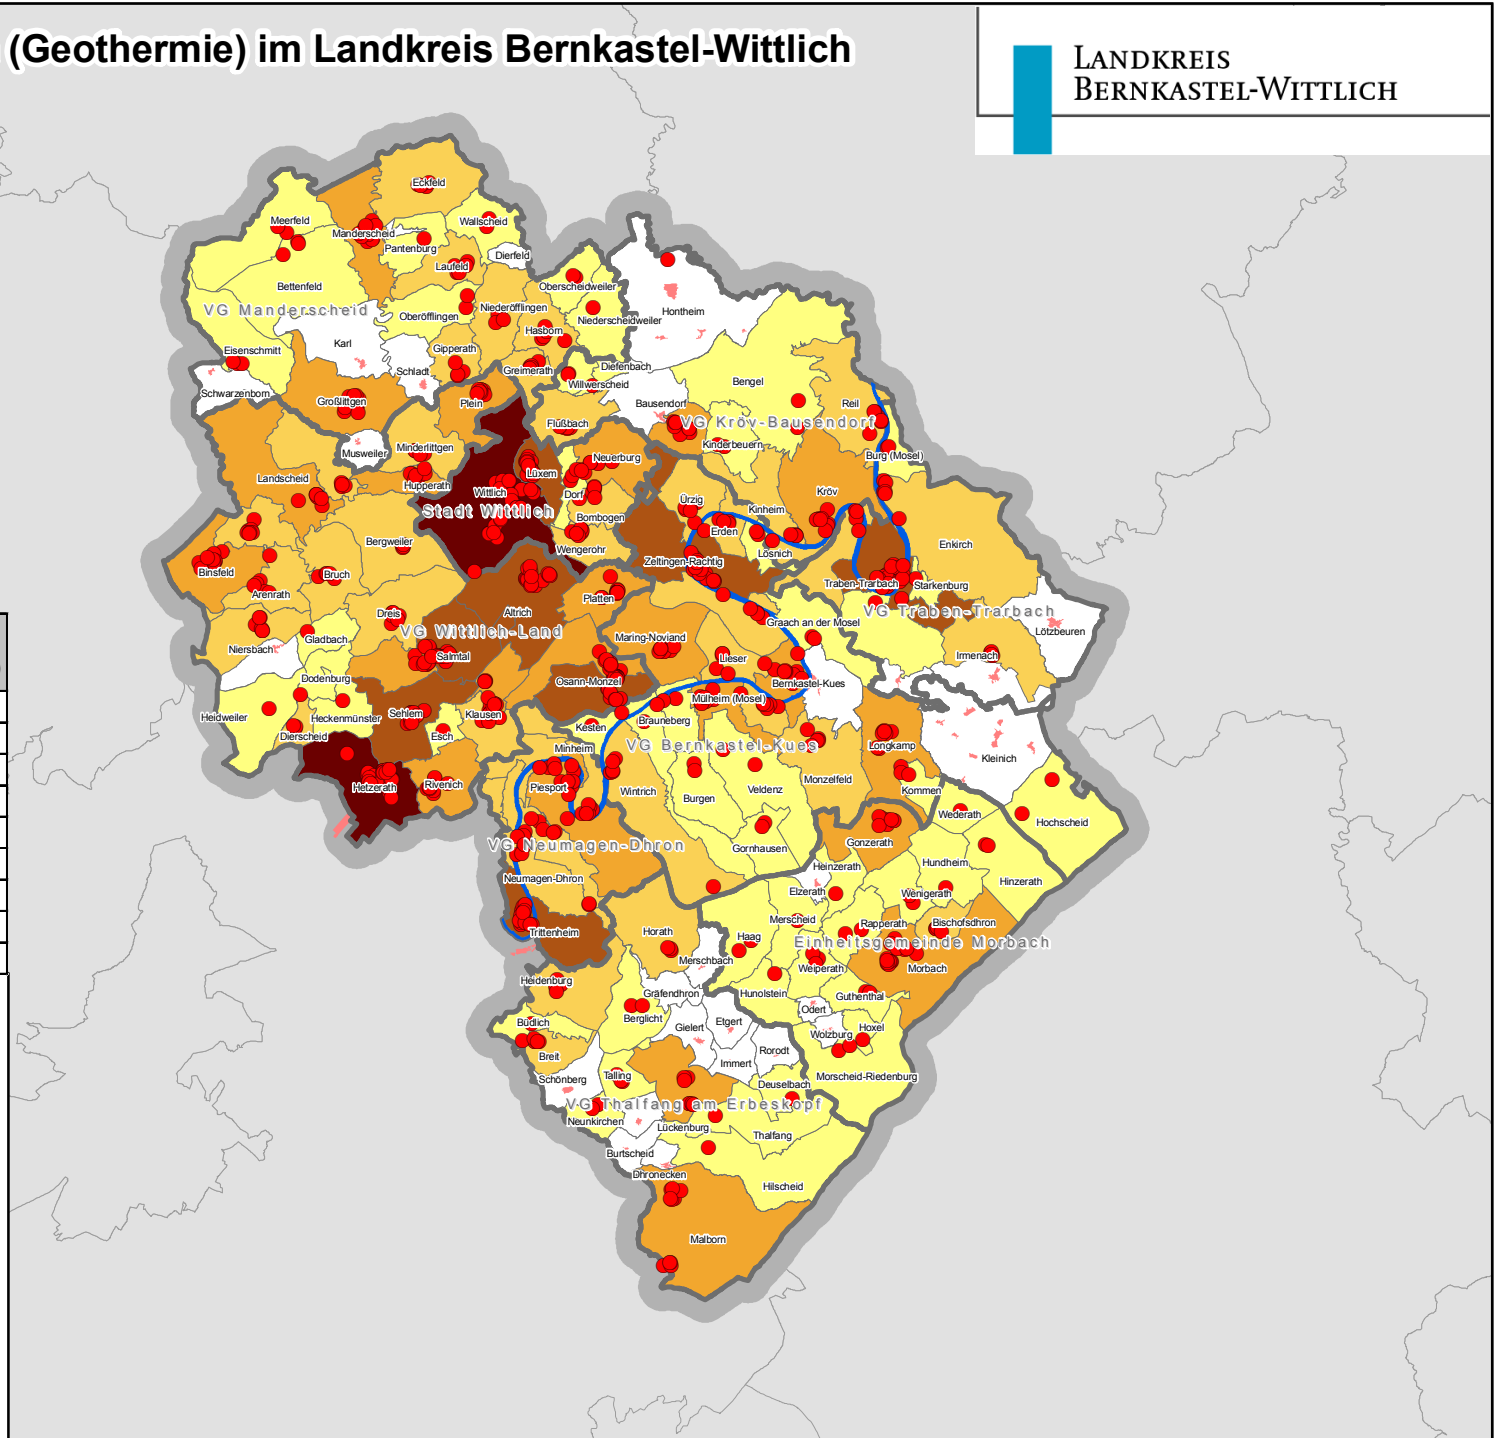 (Geothermie) im Landkreis Bernkastel-Wittlich
LANDKREIS
BERNKASTEL-WITTLICH
Eckfeld
Meerfeld
Wallscheid
Manderscheid
Pantenburg
Dierfeld
Laufeld
Bettenfeld
Oberscheidweiler
VG Manderscheid
Niederöfflingen
Hontheim
Oberöfflingen
Niederscheidweiler
Hasborn
Karl
Eisenschmitt
Gipperath
Diefenbach
Schladt
Greimerath
Willwerscheid
Bengel
Schwarzenborn
Großlittgen
Plein
Bausendorf
Reil
Flußbach
VG Kröv-Bausendorf
Musweiler
Minderlittgen
Kinderbeuern
Neuerburg
Burg (Mosel)
Lüxem
Landscheid
Hupperath
Wittlich
Dorf
Kröv
Ürzig
Stadt Wittlich
Bombogen
Kinheim
Erden
Bergweiler
Wengerohr
Lösnich
Enkirch
Zeltingen-Rachtig
Binsfeld
Bruch
Traben-Trarbach
Starkenburg
Arenrath
Platten
Dreis
Altrich
VG Traben-Trarbach
Graach an der Mosel
VG Wittlich-Land
Lötzbeuren
Gladbach
Maring-Noviand
Niersbach
Salmtal
Lieser
Irmenach
Dodenburg
Osann-Monzel
Bernkastel-Kues
Mülheim (Mosel)
Heidweiler
Heckenmünster
Sehlem
Klausen
Brauneberg
Dierscheid
Esch
Kesten
Minheim
VG Bernkastel-Kues
Longkamp
Kleinich
Hetzerath
Rivenich
Piesport
Wintrich
Monzelfeld
Veldenz
Kommen
Burgen
Wederath
Hochscheid
VG Neumagen-Dhron
Gornhausen
Gonzerath
Heinzerath
Hundheim
Neumagen-Dhron
Elzerath
Wenigerath
Hinzerath
Merscheid
Rapperath
Bischofsdhron
Trittenheim
Horath
Haag
Einheitsgemeinde Morbach
Merschbach
Weiperath
Morbach
Heidenburg
Gräfendhron
Hunolstein
Guthenthal
Odert
Büdlich
Berglicht
Gielert
Etgert
Wolzburg
Hoxel
Breit
Immert
Rorodt
Schönberg
Talling
Deuselbach
Morscheid-Riedenburg
VG Thalfang am Erbeskopf
Neunkirchen
Lückenburg
Thalfang
Burtscheid
Dhronecken
Hilscheid
Malborn